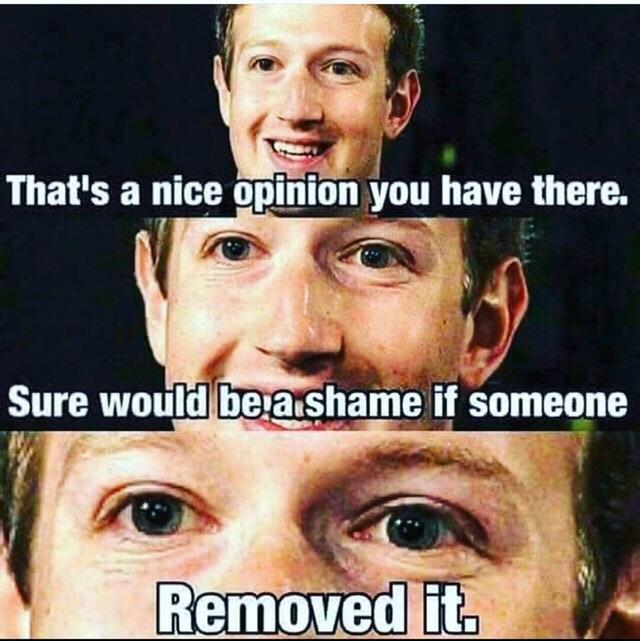 That's a nice opinion you have there.
Sure would be a shame if someone
Removed it.